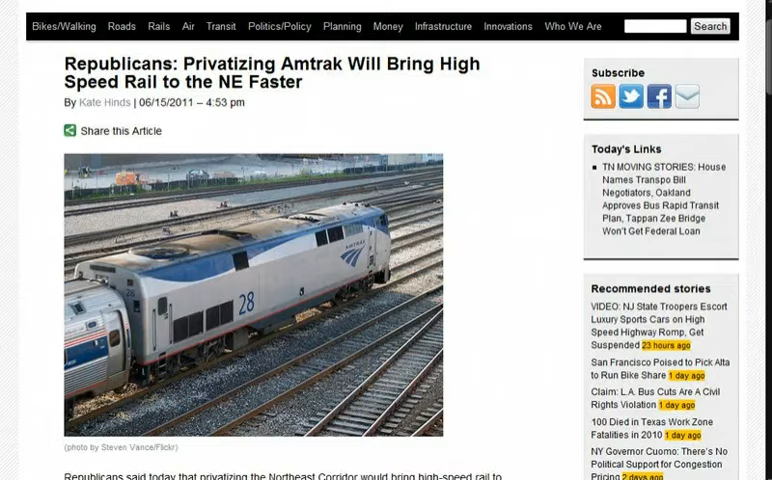 Bikes/Walking Roads Rails Air Transit Politics/Policy Planning Money Infrastructure Innovations Who We Are Search
Republicans: Privatizing Amtrak Will Bring High
Speed Rail to the NE Faster
By Kate Hinds | 06/15/2011 – 4:53 pm
Share this Article
AMTRAK
28
28
(photo by Steven Vance/Flickr)
Republicans said today that privatizing the Northeast Corridor would bring high-speed rail to
Subscribe
Today's Links
TN MOVING STORIES: House
Names Transpo Bill
Negotiators, Oakland
Approves Bus Rapid Transit
Plan, Tappan Zee Bridge
Won't Get Federal Loan
Recommended stories
VIDEO: NJ State Troopers Escort
Luxury Sports Cars on High
Speed Highway Romp, Get
Suspended 23 hours ago
San Francisco Poised to Pick Alta
to Run Bike Share 1 day ago
Claim: L.A. Bus Cuts Are A Civil
Rights Violation 1 day ago
100 Died in Texas Work Zone
Fatalities in 2010 1 day ago
NY Governor Cuomo: There's No
Political Support for Congestion
Pricing 2 days ago